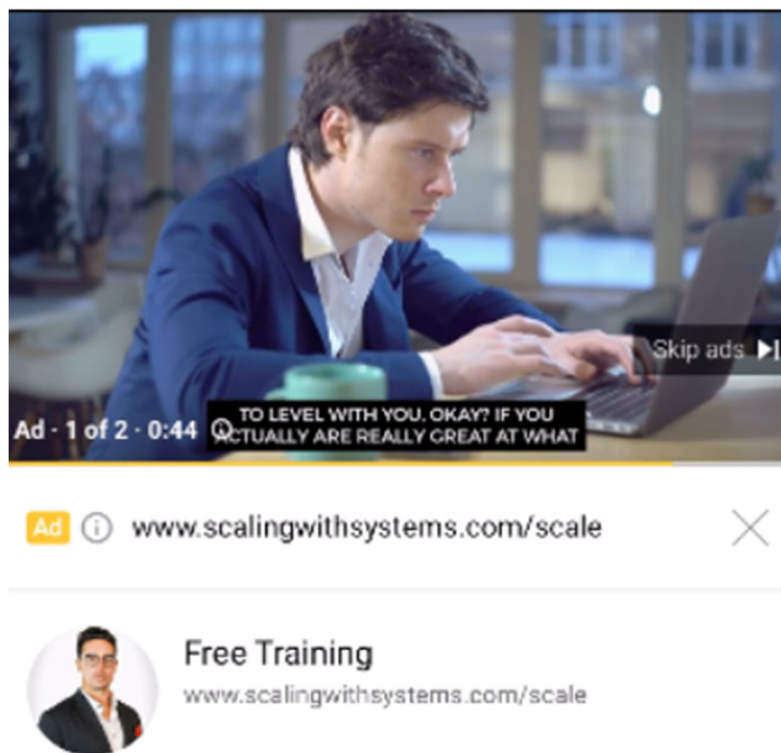 Skip ads
Ad · 1 of 2 · 0:44
TO LEVEL WITH YOU. OKAY? IF YOU
ACTUALLY ARE REALLY GREAT AT WHAT
Ad www.scalingwithsystems.com/scale
Free Training
www.scalingwithsystems.com/scale